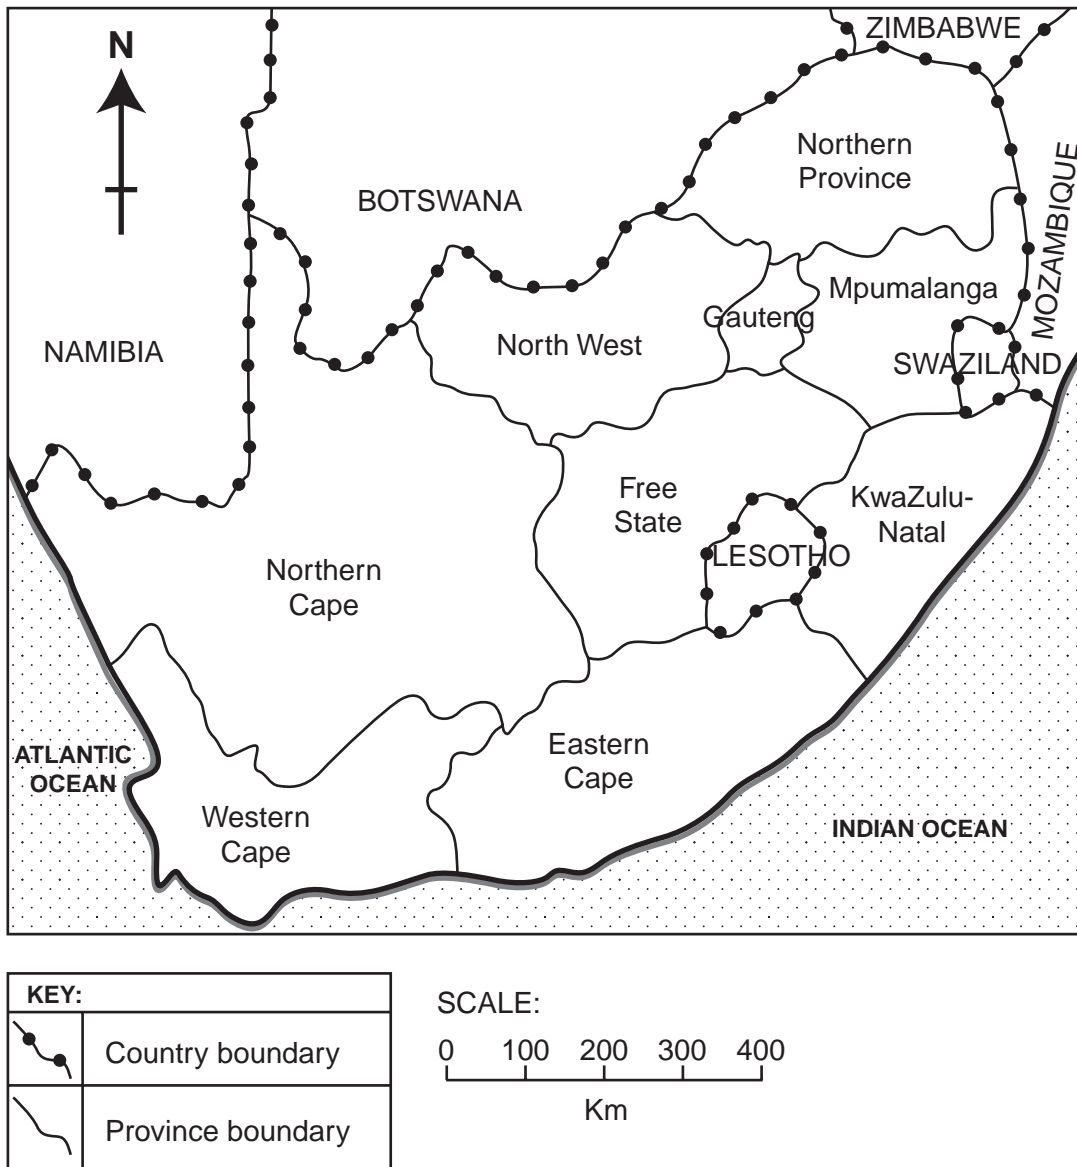 ZIMBABWE
N
Northern
Province
MOZAMBIQUE
BOTSWANA
Mpumalanga
Gauteng
North West
NAMIBIA
SWAZILAND
Free
State
KwaZulu-
Natal
LESOTHO
Northern
Cape
Eastern
Cape
ATLANTIC
OCEAN
Western
Cape
INDIAN OCEAN
KEY:
Country boundary
Province boundary
SCALE:
0 100 200 300 400
Km